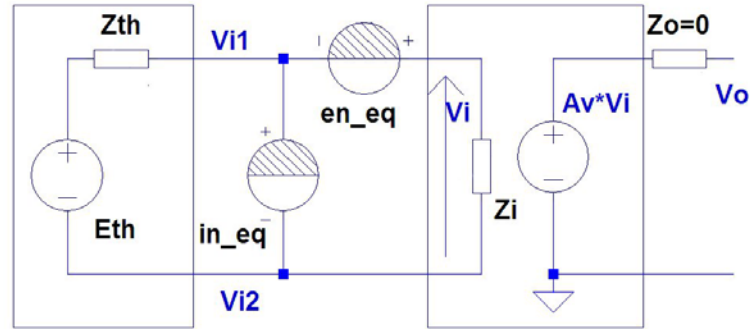 Zth
Vi1
Zo=0
en_eq
Vi
Av*Vi
Vo
Eth
in_eq
Zi
Vi2